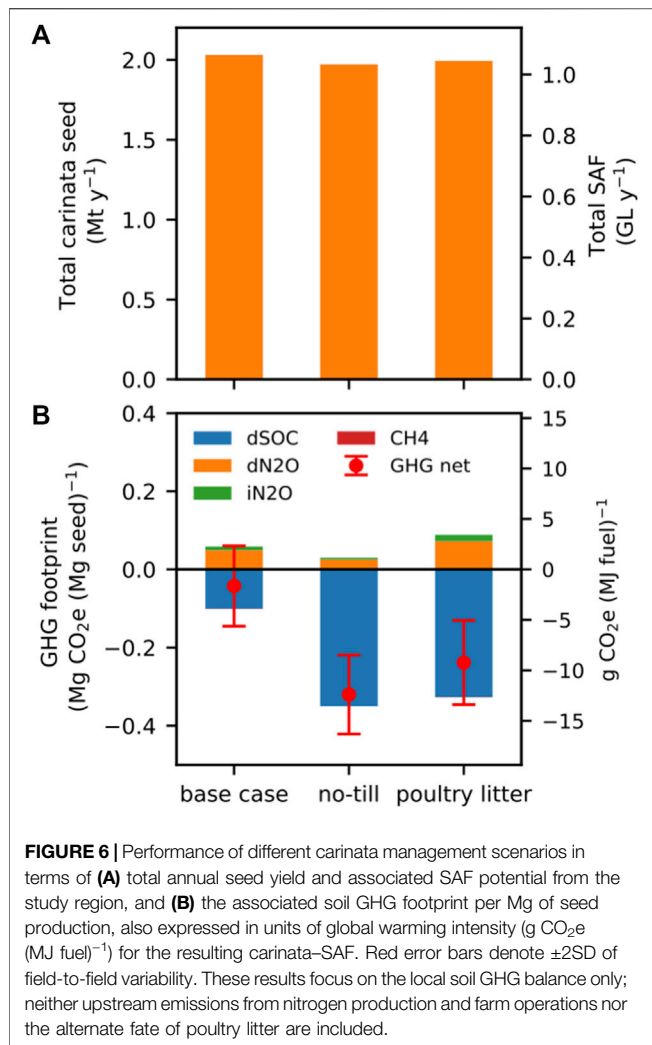 A
2.0
1.5
1.0
0.5
0.0
Total carinata seed
(Mt y⁻¹)
1.0
0.8
0.6
0.4
0.2
0.0
Total SAF
(GL y⁻¹)
B
0.4
0.2
0.0
−0.2
−0.4
GHG footprint
(Mg CO₂e (Mg seed)⁻¹)
dSOC
dN2O
iN2O
CH4
GHG net
15
10
5
0
−5
−10
−15
g CO₂e (MJ fuel)⁻¹
base case
no-till
poultry litter
FIGURE 6 | Performance of different carinata management scenarios in
terms of (A) total annual seed yield and associated SAF potential from the
study region, and (B) the associated soil GHG footprint per Mg of seed
production, also expressed in units of global warming intensity (g CO₂e
(MJ fuel)⁻¹) for the resulting carinata–SAF. Red error bars denote ±2SD of
field-to-field variability. These results focus on the local soil GHG balance only;
neither upstream emissions from nitrogen production and farm operations nor
the alternate fate of poultry litter are included.